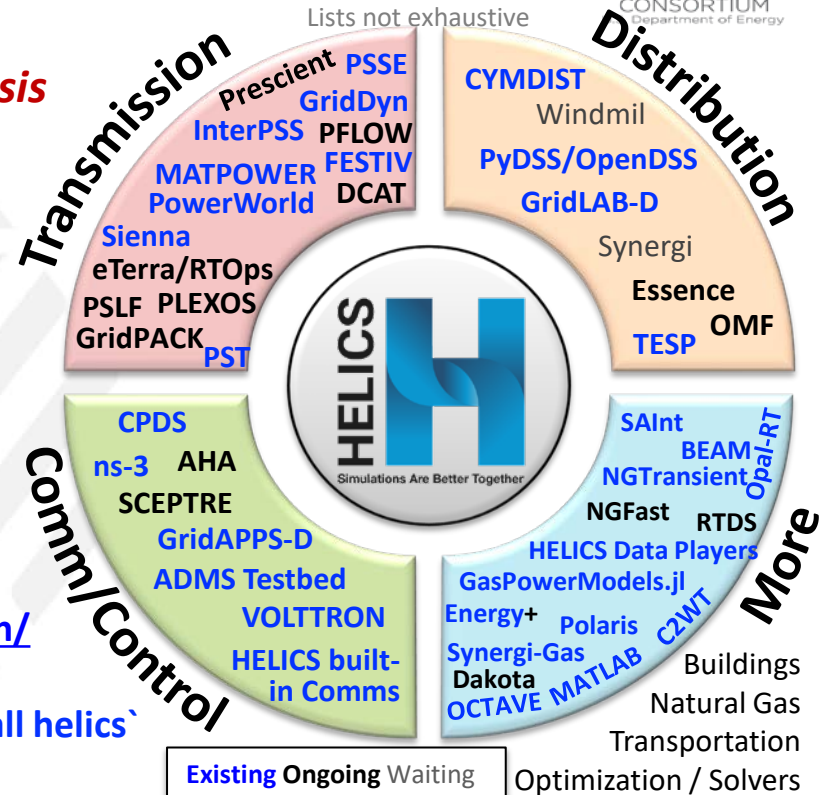 Lists not exhaustive
CONSORTIUM
Department of Energy
sis
Transmission
Prescient
PSSE
GridDyn
InterPSS
PFLOW
MATPOWER
FESTIV
PowerWorld
DCAT
Sienna
eTerra/RTOps
PSLF
PLEXOS
GridPACK
PST
Distribution
CYMDIST
Windmil
PyDSS/OpenDSS
GridLAB-D
Synergi
Essence
OMF
TESP
HELICS
Simulations Are Better Together
Comm/Control
CPDS
ns-3
AHA
SCEPTRE
GridAPPS-D
ADMS Testbed
VOLTTRON
HELICS built-
in Comms
More
SAInt
BEAM
Opal-RT
NGTransient
NGFast
RTDS
HELICS Data Players
GasPowerModels.jl
Energy+
Polaris
C2WT
Synergi-Gas
Dakota
MATLAB
OCTAVE
Buildings
Natural Gas
Transportation
Optimization / Solvers
m/
all helics`
Existing Ongoing Waiting